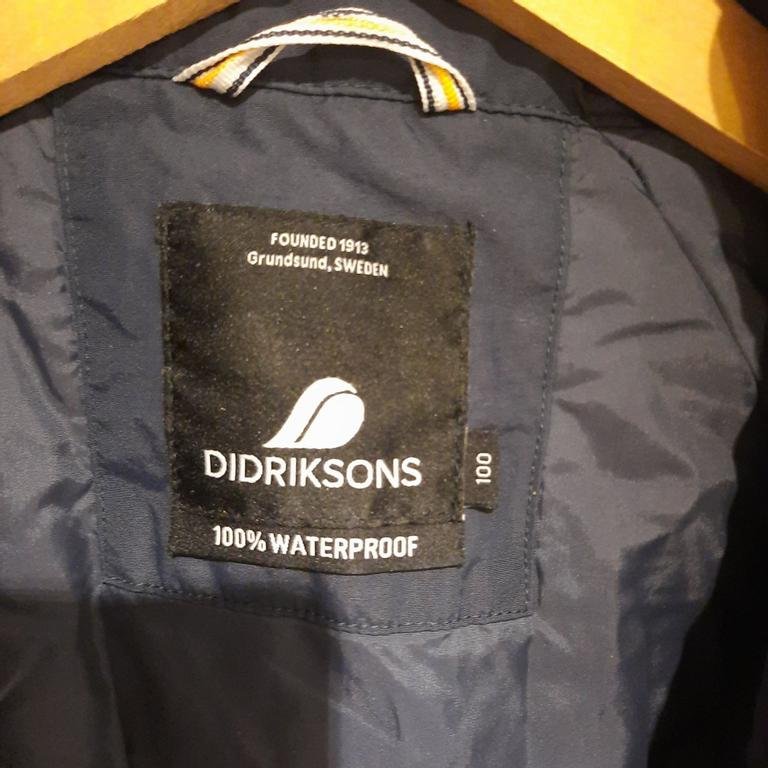 FOUNDED 1913
Grundsund, SWEDEN
DIDRIKSONS
100
100% WATERPROOF